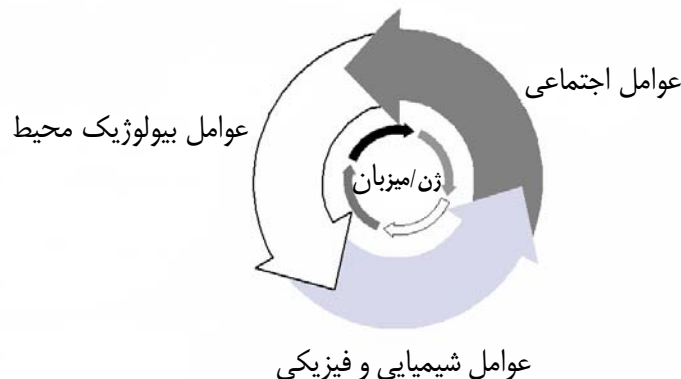 عوامل اجتماعی
عوامل بیولوژیک محیط
ژن/میزبان
عوامل شیمیایی و فیزیکی